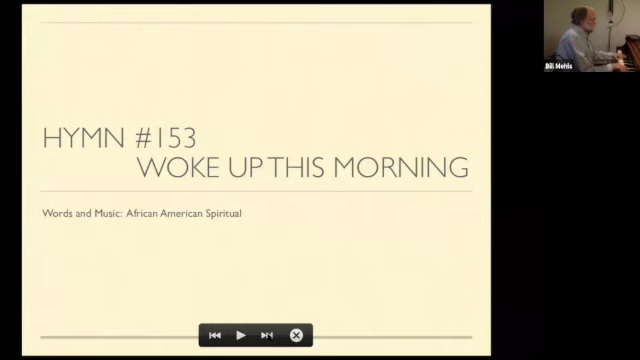 HYMN #153
WOKE UP THIS MORNING
Words and Music: African American Spiritual
Bill Mehls